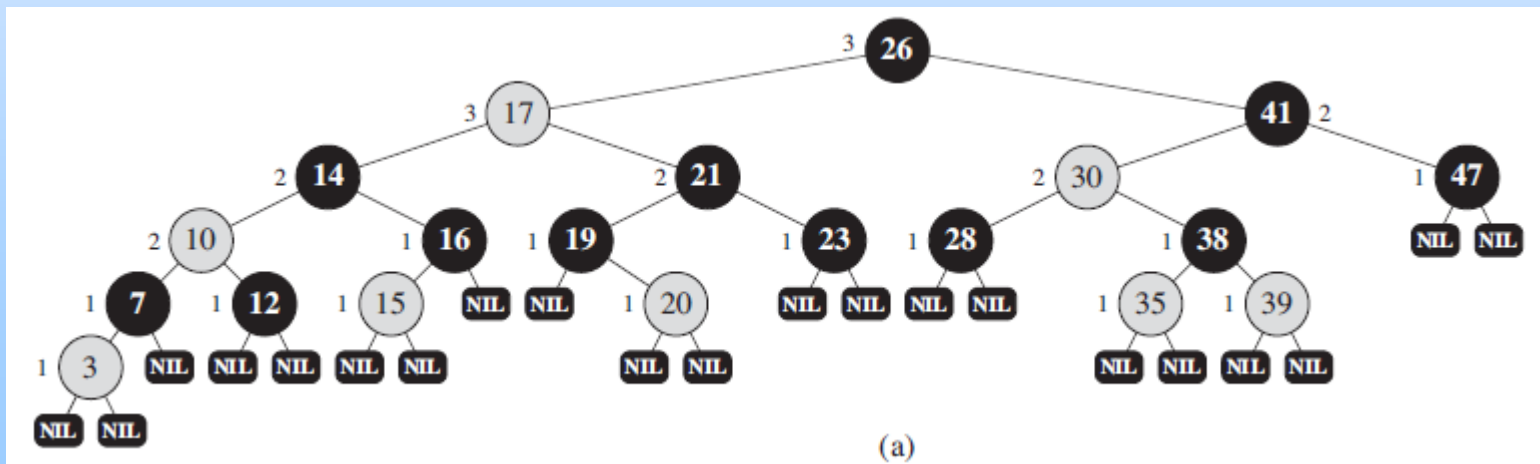 3 26
3 17 41 2
2 14 2 21 2 30 1 47
2 10 1 16 1 19 1 23 1 28 1 38 NIL NIL
1 7 1 12 1 15 NIL NIL 1 20 NIL NIL NIL NIL 1 35 1 39
1 3 NIL NIL NIL NIL NIL NIL NIL NIL NIL NIL NIL
NIL NIL
(a)